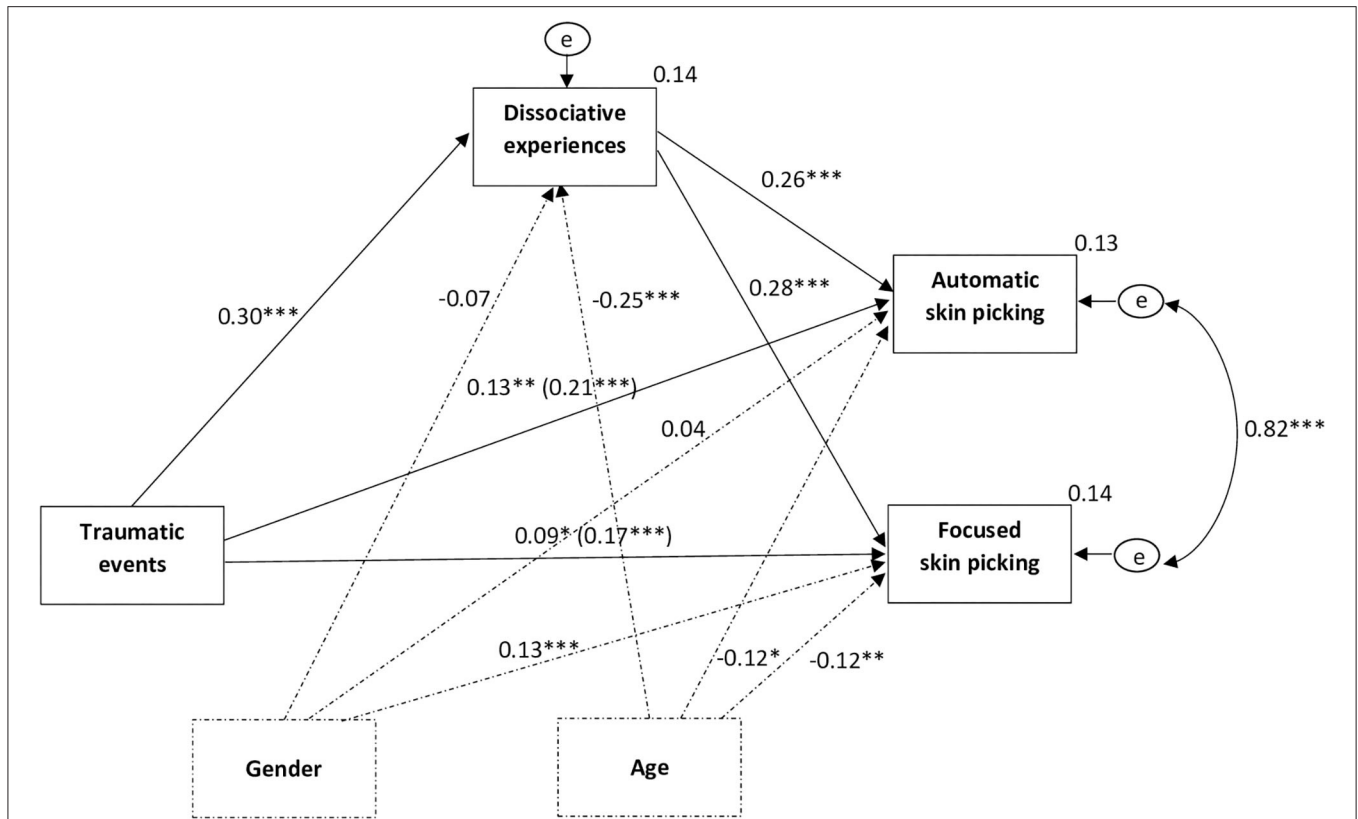 e
0.14
Dissociative
experiences
0.26***
0.13
Automatic
skin picking
e
-0.07
-0.25***
0.28***
0.30***
0.13** (0.21***)
0.04
0.82***
0.14
Traumatic
events
0.09* (0.17***)
Focused
skin picking
e
0.13***
-0.12*
-0.12**
Gender
Age